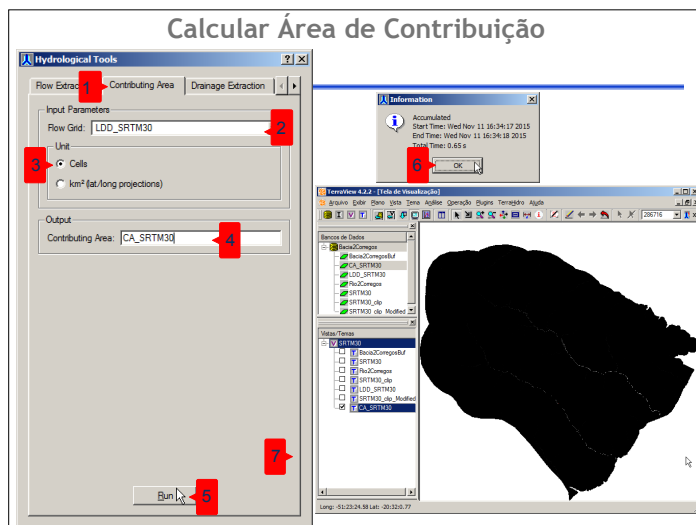 Calcular Área de Contribuição
Hydrological Tools
Flow Extrac
1
Contributing Area
Drainage Extraction
Input Parameters
Flow Grid: LDD_SRTM30
2
Unit
3
Cells
km² (lat/long projections)
Output
Contributing Area: CA_SRTM30
4
7
Run
5
Information
Accumulated
Start Time: Wed Nov 11 16:34:17 2015
End Time: Wed Nov 11 16:34:18 2015
Total Time: 0.65 s
6
OK
TerraView 4.2.2 - [Tela de Visualização]
Arquivo Exibir Plano Vista Tema Análise Operação Plugins TerraHidro Ajuda
286716
Bancos de Dados
Bacia2Corregos
Bacia2CorregosBuf
CA_SRTM30
LDD_SRTM30
Rio2Corregos
SRTM30
SRTM30_clip
SRTM30_clip_Modified
Vistas/Temas
SRTM30
Bacia2CorregosBuf
SRTM30
Rio2Corregos
SRTM30_clip
LDD_SRTM30
SRTM30_clip_Modified
CA_SRTM30
Long: -51:23:24.58 Lat: -20:32:0.77